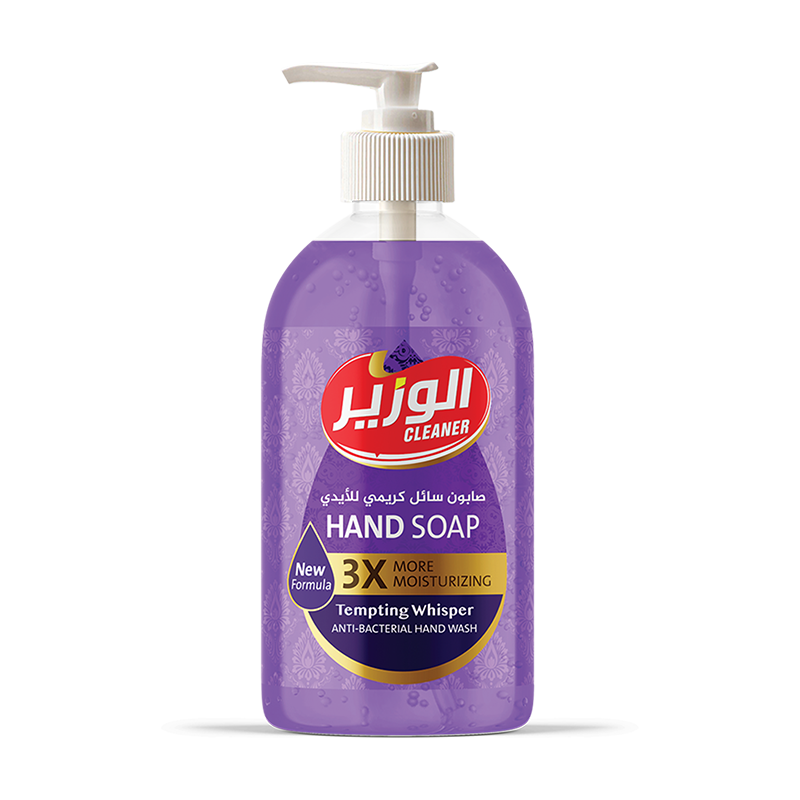 الوزير
CLEANER
صابون سائل كريمي للأيدي
HAND SOAP
New
Formula
3X MORE
MOISTURIZING
Tempting Whisper
ANTI-BACTERIAL HAND WASH